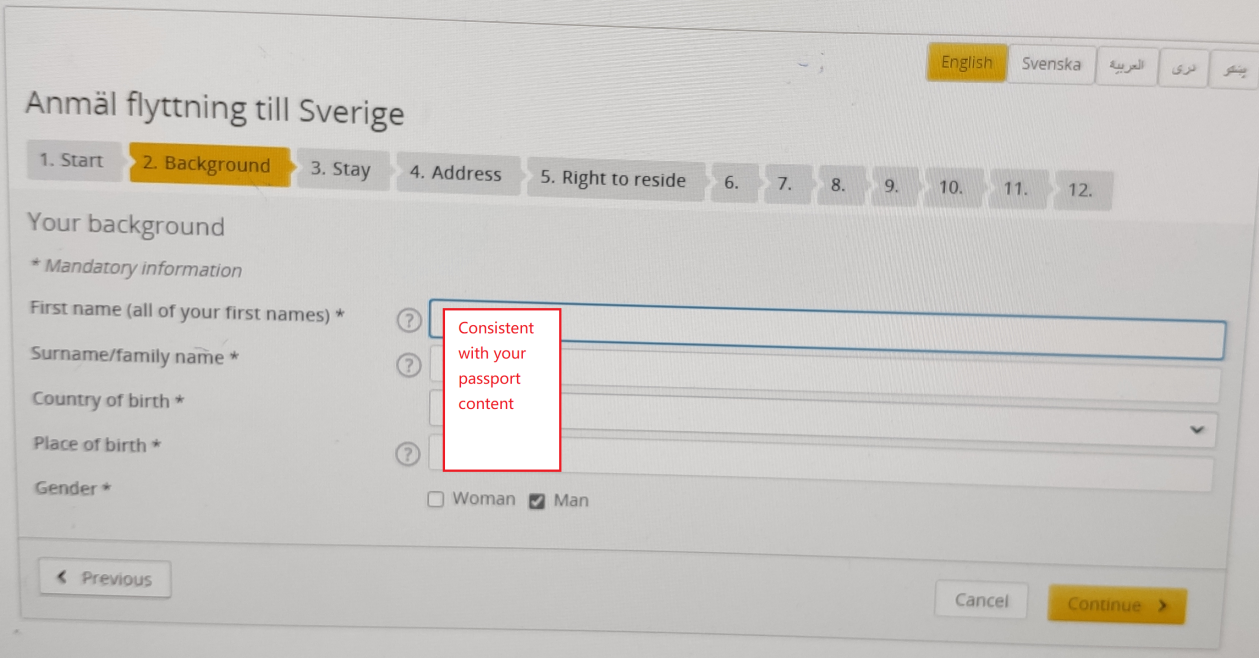 English Svenska العربية دری پښتو
Anmäl flyttning till Sverige
1. Start 2. Background 3. Stay 4. Address 5. Right to reside 6. 7. 8. 9. 10. 11. 12.
Your background
* Mandatory information
First name (all of your first names) * ?
Surname/family name * ?
Country of birth *
Place of birth * ?
Consistent
with your
passport
content
Gender * Woman Man
Previous Cancel Continue